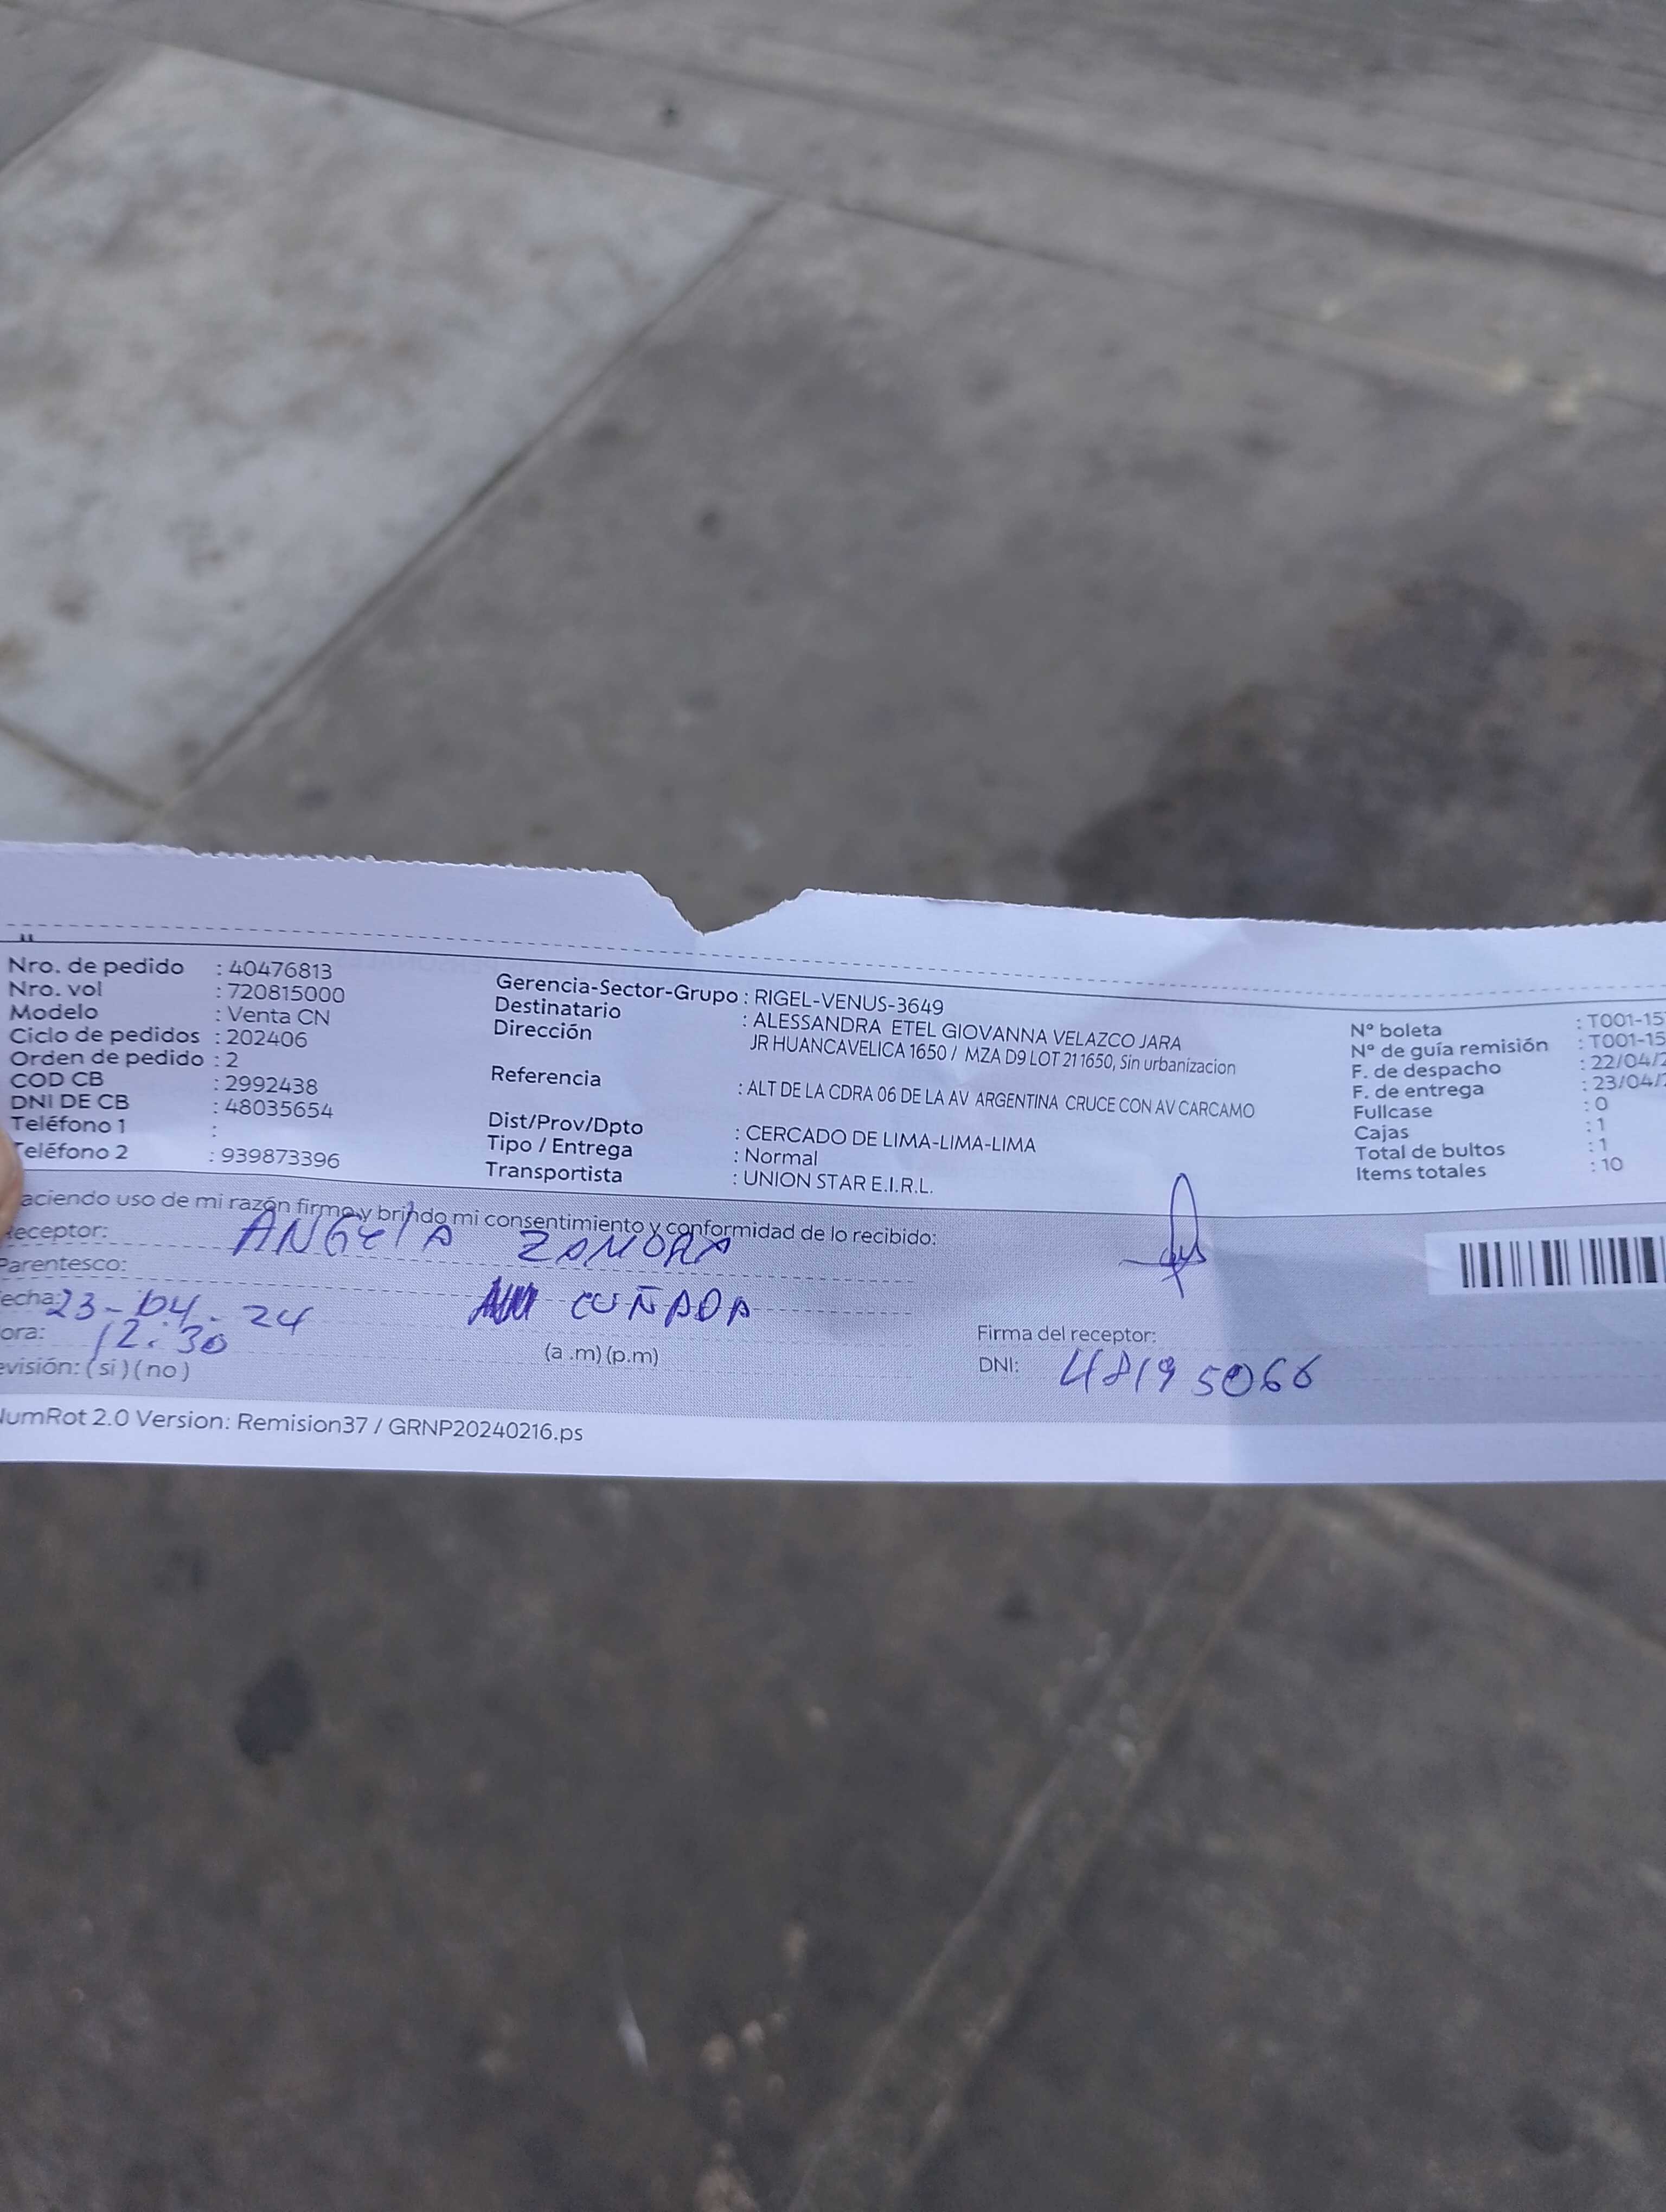 Nro. de pedido : 40476813
Nro. vol : 720815000
Modelo : Venta CN
Ciclo de pedidos : 202406
Orden de pedido : 2
COD CB : 2992438
DNI DE CB : 48035654
Teléfono 1 :
Teléfono 2 : 939873396
Gerencia-Sector-Grupo : RIGEL-VENUS-3649
Destinatario : ALESSANDRA ETEL GIOVANNA VELAZCO JARA
Dirección JR HUANCAVELICA 1650 / MZA D9 LOT 21 1650, Sin urbanizacion
Referencia : ALT DE LA CDRA 06 DE LA AV ARGENTINA CRUCE CON AV CARCAMO
Dist/Prov/Dpto : CERCADO DE LIMA-LIMA-LIMA
Tipo / Entrega : Normal
Transportista : UNION STAR E.I.R.L.
Nº boleta : T001-15
Nº de guía remisión : T001-15
F. de despacho : 22/04/2
F. de entrega : 23/04/
Fullcase : 0
Cajas : 1
Total de bultos : 1
Items totales : 10
aciendo uso de mi razón firmo y brindo mi consentimiento y conformidad de lo recibido:
eceptor: ANGELA ZAMORA
Parentesco: CUÑADA
echa: 23-04-24
ora: 12:30 (a .m) (p.m)
evisión: ( si ) ( no )
Firma del receptor:
DNI: 48195066
NumRot 2.0 Version: Remision37 / GRNP20240216.ps